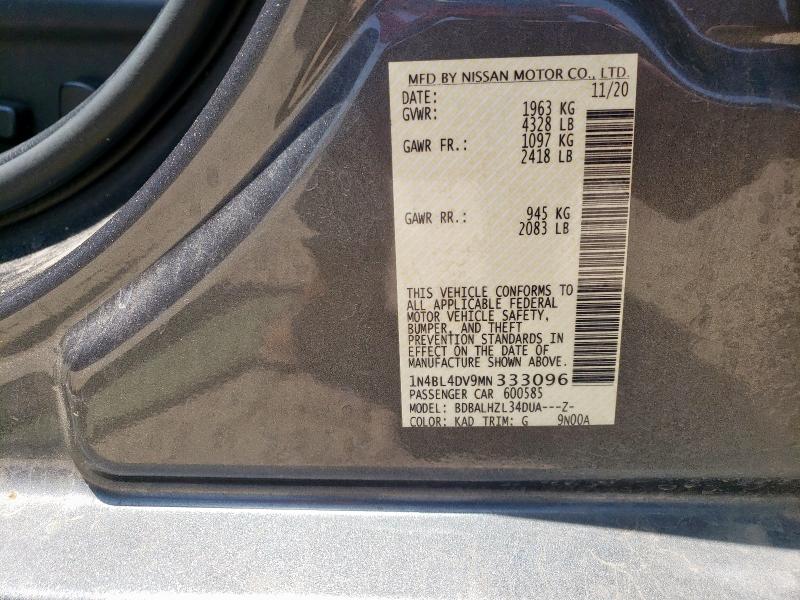 MFD BY NISSAN MOTOR CO., LTD.
DATE: 11/20
GVWR: 1963 KG
4328 LB
GAWR FR.: 1097 KG
2418 LB
GAWR RR.: 945 KG
2083 LB
THIS VEHICLE CONFORMS TO
ALL APPLICABLE FEDERAL
MOTOR VEHICLE SAFETY,
BUMPER, AND THEFT
PREVENTION STANDARDS IN
EFFECT ON THE DATE OF
MANUFACTURE SHOWN ABOVE.
1N4BL4DV9MN 333096
PASSENGER CAR 600585
MODEL: BDBALHZL34DUA---Z-
COLOR: KAD TRIM: G 9N00A